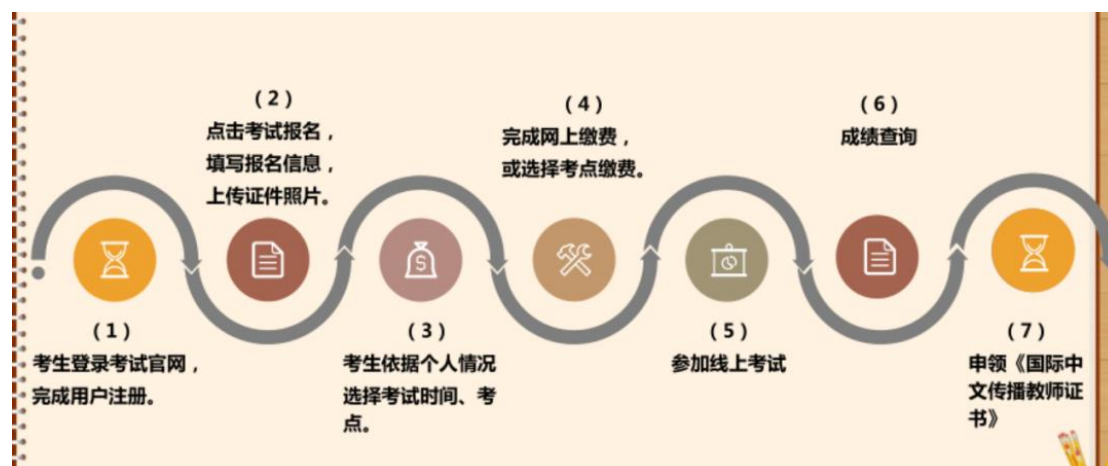 （1）
考生登录考试官网，
完成用户注册。
（2）
点击考试报名，
填写报名信息，
上传证件照片。
（3）
考生依据个人情况
选择考试时间、考
点。
（4）
完成网上缴费，
或选择考点缴费。
（5）
参加线上考试
（6）
成绩查询
（7）
申领《国际中
文传播教师证
书》